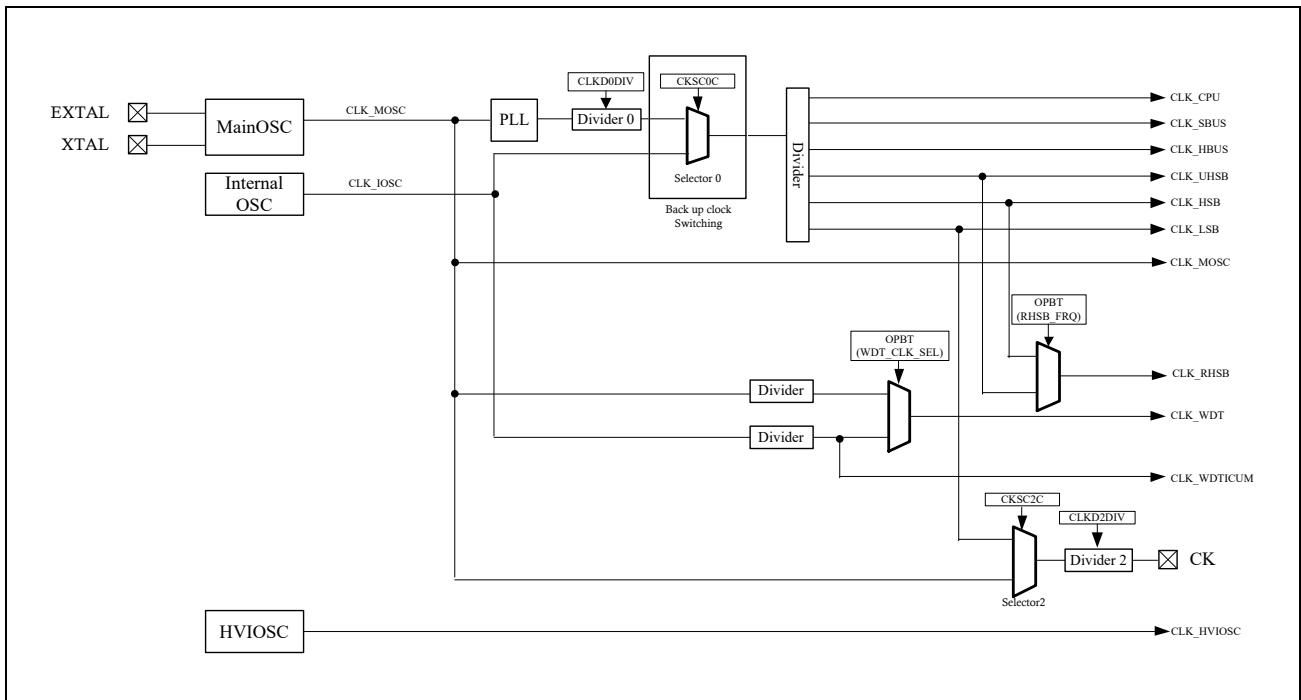 EXTAL
XTAL
MainOSC
CLK_MOSC
Internal
OSC
CLK_IOSC
PLL
CLKD0DIV
Divider 0
CKSC0C
Selector 0
Back up clock
Switching
Divider
CLK_CPU
CLK_SBUS
CLK_HBUS
CLK_UHSB
CLK_HSB
CLK_LSB
CLK_MOSC
OPBT
(RHSB_FRQ)
CLK_RHSB
OPBT
(WDT_CLK_SEL)
Divider
Divider
CLK_WDT
CLK_WDTICUM
CKSC2C
Selector2
CLKD2DIV
Divider 2
CK
HVIOSC
CLK_HVIOSC